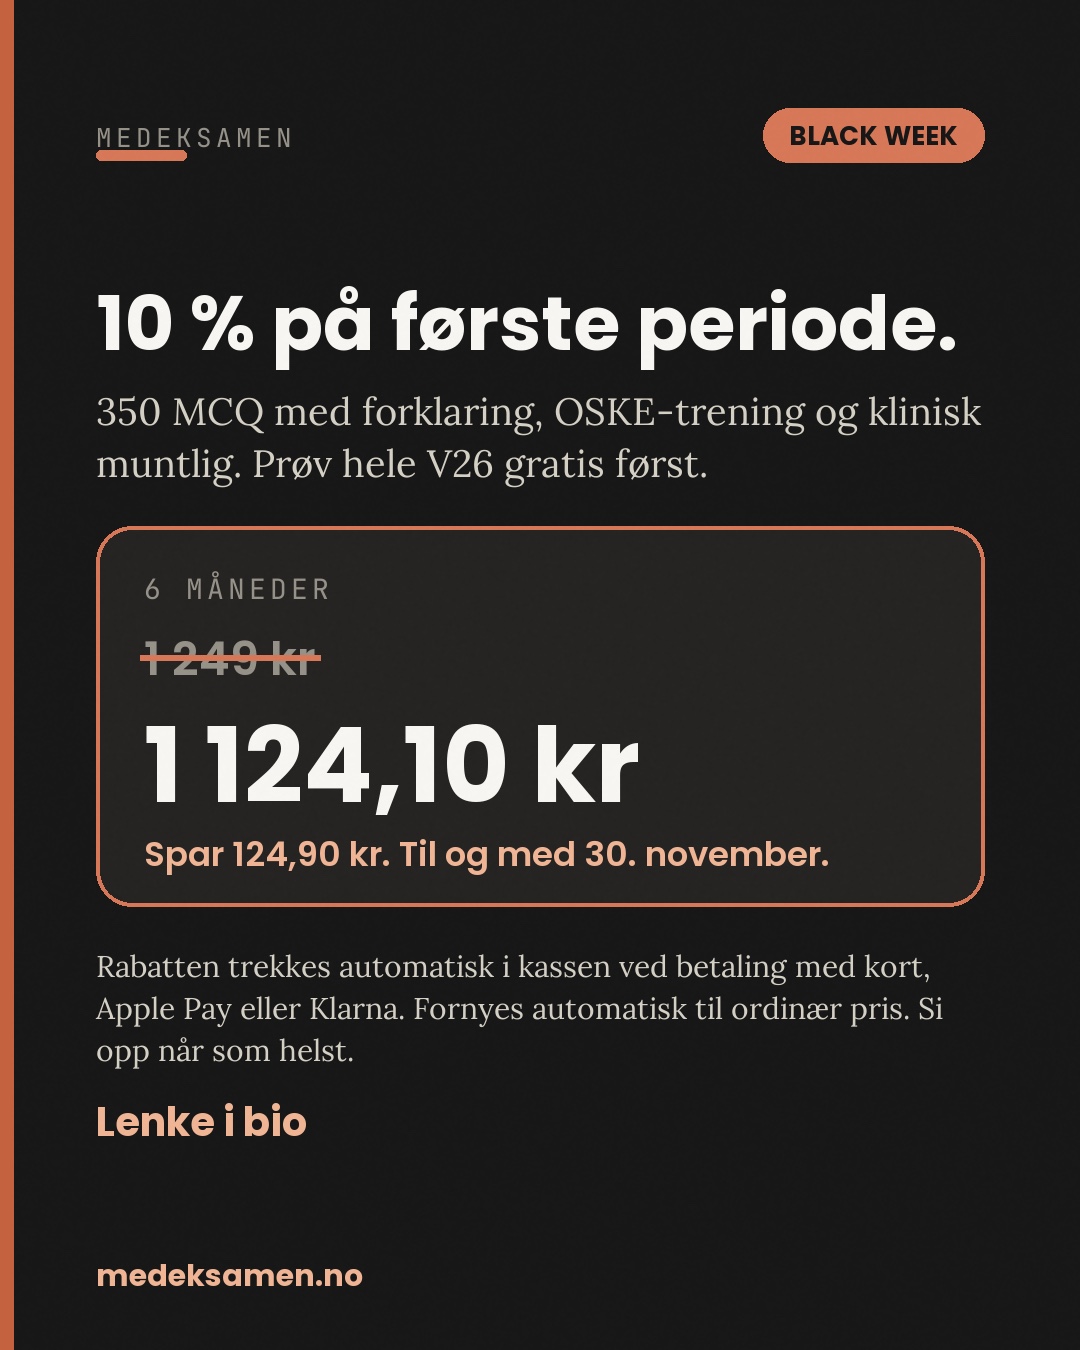 MEDEKSAMEN
BLACK WEEK
10 % på første periode.
350 MCQ med forklaring, OSKE-trening og klinisk
muntlig. Prøv hele V26 gratis først.
6 MÅNEDER
1 249 kr
1 124,10 kr
Spar 124,90 kr. Til og med 30. november.
Rabatten trekkes automatisk i kassen ved betaling med kort,
Apple Pay eller Klarna. Fornyes automatisk til ordinær pris. Si
opp når som helst.
Lenke i bio
medeksamen.no